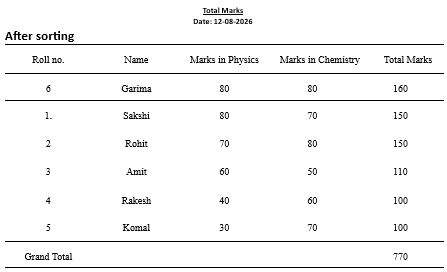 Total Marks
Date: 12-08-2026
After sorting
Roll no. Name Marks in Physics Marks in Chemistry Total Marks
6 Garima 80 80 160
1. Sakshi 80 70 150
2 Rohit 70 80 150
3 Amit 60 50 110
4 Rakesh 40 60 100
5 Komal 30 70 100
Grand Total 770